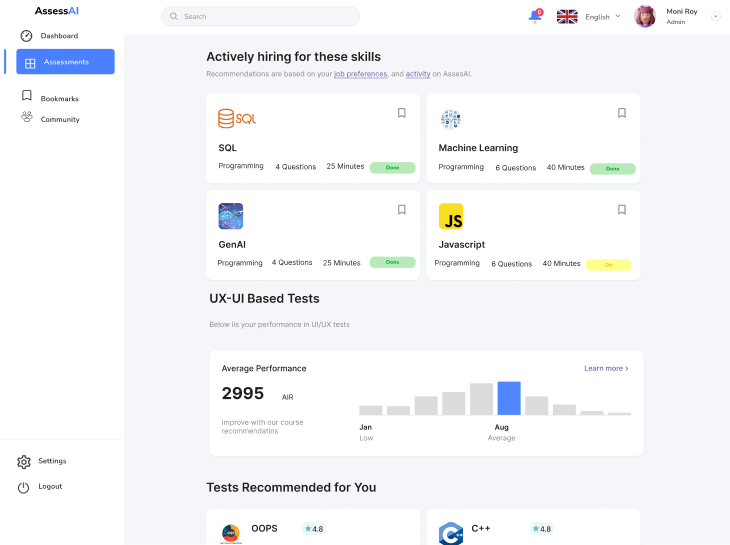 AssessAI
Search
6
English
Moni Roy
Admin
Dashboard
Assessments
Bookmarks
Community
Settings
Logout
Actively hiring for these skills
Recommendations are based on your job preferences, and activity on AssesAI.
SQL
SQL
Programming 4 Questions 25 Minutes Done
Machine Learning
Programming 6 Questions 40 Minutes Done
GenAI
Programming 4 Questions 25 Minutes Done
JS
Javascript
Programming 6 Questions 40 Minutes Do
UX-UI Based Tests
Below iis your performance in UI/UX tests
Average Performance
Learn more ›
2995 AIR
Improve with our course
recommendatins
Jan
Low
Aug
Average
Tests Recommended for You
OOPS
4.8
C++
4.8